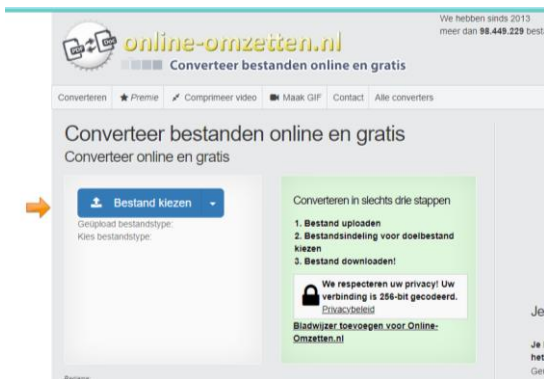 We hebben sinds 2013
meer dan 98.449.229 best
online-omzetten.nl
Converteer bestanden online en gratis
Converteren Premie Comprimeer video Maak GIF Contact Alle converters
Converteer bestanden online en gratis
Converteer online en gratis
Bestand kiezen
Geüpload bestandstype:
Kies bestandstype:
Converteren in slechts drie stappen
1. Bestand uploaden
2. Bestandsindeling voor doelbestand
kiezen
3. Bestand downloaden!
We respecteren uw privacy! Uw
verbinding is 256-bit gecodeerd.
Privacybeleid
Bladwijzer toevoegen voor Online-
Omzetten.nl
Je
Je
het